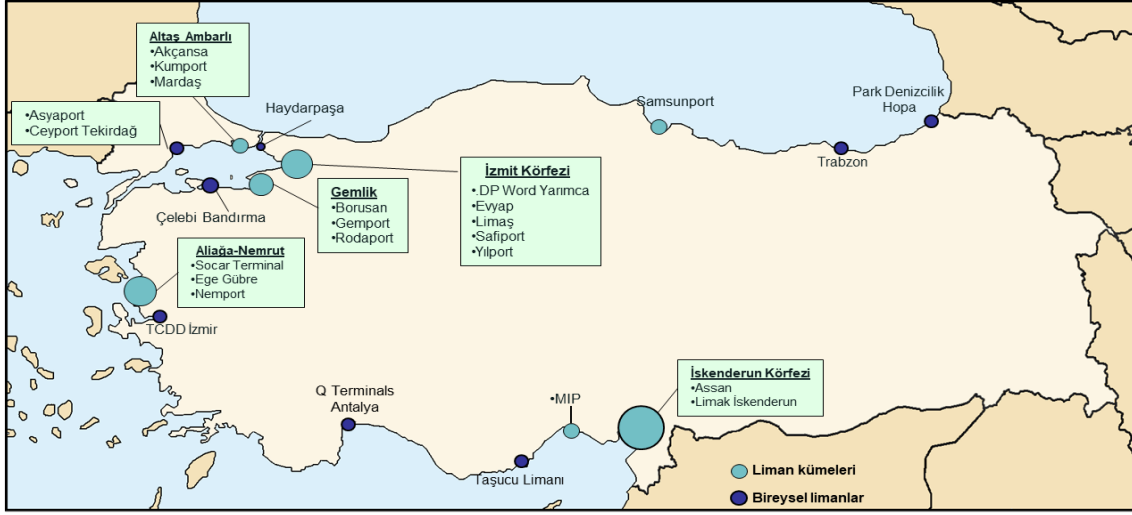 Altaş Ambarlı
•Akçansa
•Kumport
•Mardaş
•Asyaport
•Ceyport Tekirdağ
Haydarpaşa
Samsunport
Park Denizcilik
Hopa
Trabzon
İzmit Körfezi
•.DP Word Yarımca
•Evyap
•Limaş
•Safiport
•Yılport
Gemlik
•Borusan
•Gemport
•Rodaport
Çelebi Bandırma
Aliağa-Nemrut
•Socar Terminal
•Ege Gübre
•Nemport
TCDD İzmir
Q Terminals
Antalya
•MIP
Taşucu Limanı
İskenderun Körfezi
•Assan
•Limak İskenderun
Liman kümeleri
Bireysel limanlar